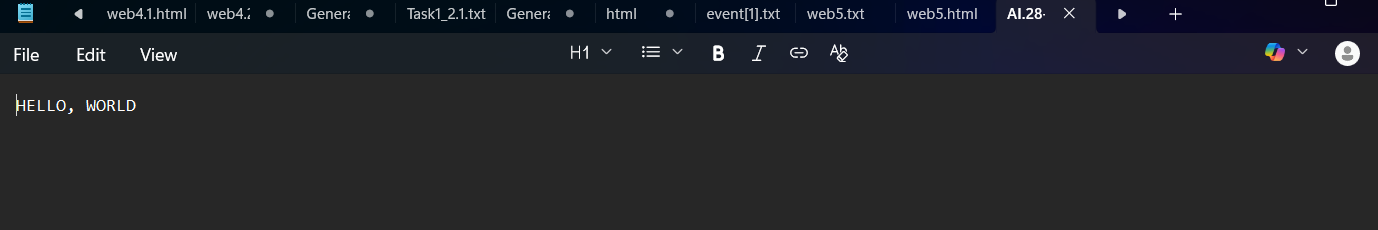 web4.1.html web4.2 Genera Task1_2.1.txt Genera html event[1].txt web5.txt web5.html AI.28-
File Edit View H1 B I Ab
HELLO, WORLD